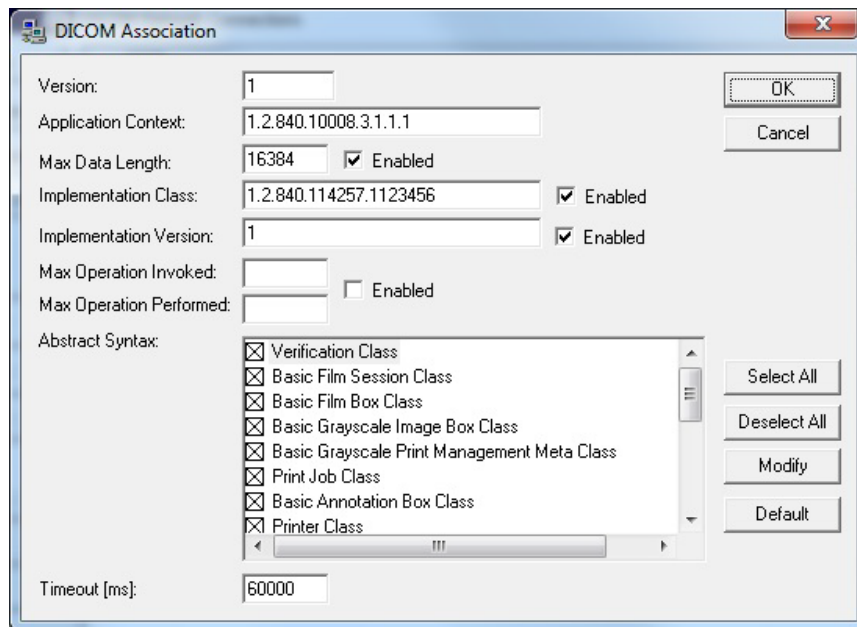 DICOM Association
Version: 1
OK
Application Context: 1.2.840.10008.3.1.1.1
Cancel
Max Data Length: 16384 Enabled
Implementation Class: 1.2.840.114257.1123456 Enabled
Implementation Version: 1 Enabled
Max Operation Invoked:
Enabled
Max Operation Performed:
Abstract Syntax:
Verification Class
Basic Film Session Class
Basic Film Box Class
Basic Grayscale Image Box Class
Basic Grayscale Print Management Meta Class
Print Job Class
Basic Annotation Box Class
Printer Class
Select All
Deselect All
Modify
Default
Timeout [ms]: 60000